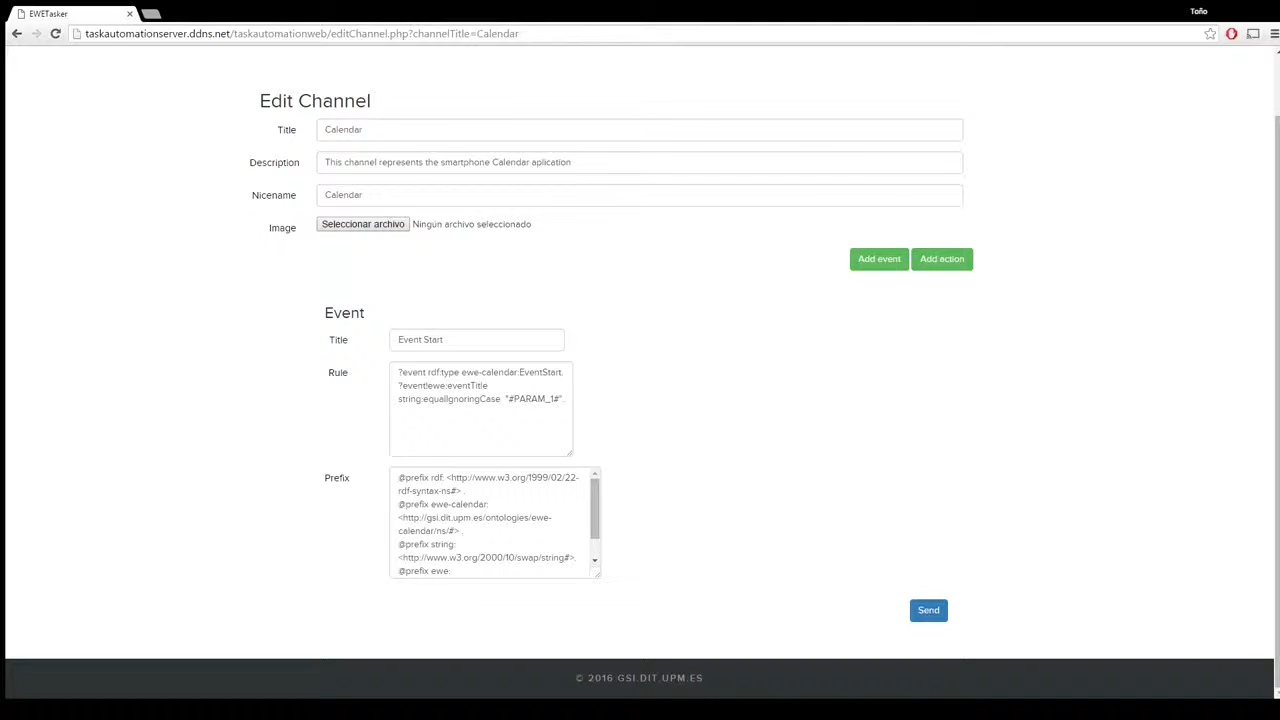 EWETasker
Toño
taskautomationserver.ddns.net/taskautomationweb/editChannel.php?channelTitle=Calendar
Edit Channel
Title
Calendar
Description
This channel represents the smartphone Calendar aplication
Nicename
Calendar
Image
Seleccionar archivo Ningún archivo seleccionado
Add event
Add action
Event
Title
Event Start
Rule
?event rdf:type ewe-calendar:EventStart.
?event!ewe:eventTitle
string:equalIgnoringCase "#PARAM_1#".
Prefix
@prefix rdf: <http://www.w3.org/1999/02/22-
rdf-syntax-ns#> .
@prefix ewe-calendar:
<http://gsi.dit.upm.es/ontologies/ewe-
calendar/ns/#> .
@prefix string:
<http://www.w3.org/2000/10/swap/string#>.
@prefix ewe:
Send
© 2016 GSI.DIT.UPM.ES